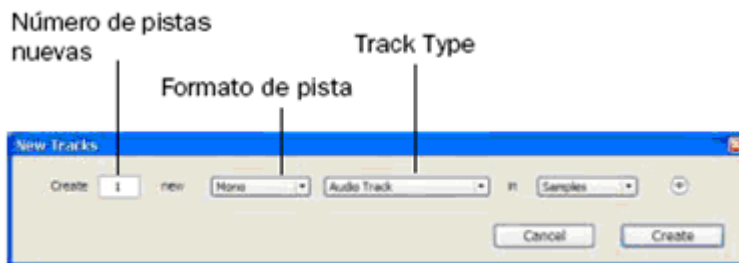 Número de pistas
nuevas
Track Type
Formato de pista
New Tracks
Create 1 new Mono Audio Track in Samples
Cancel Create